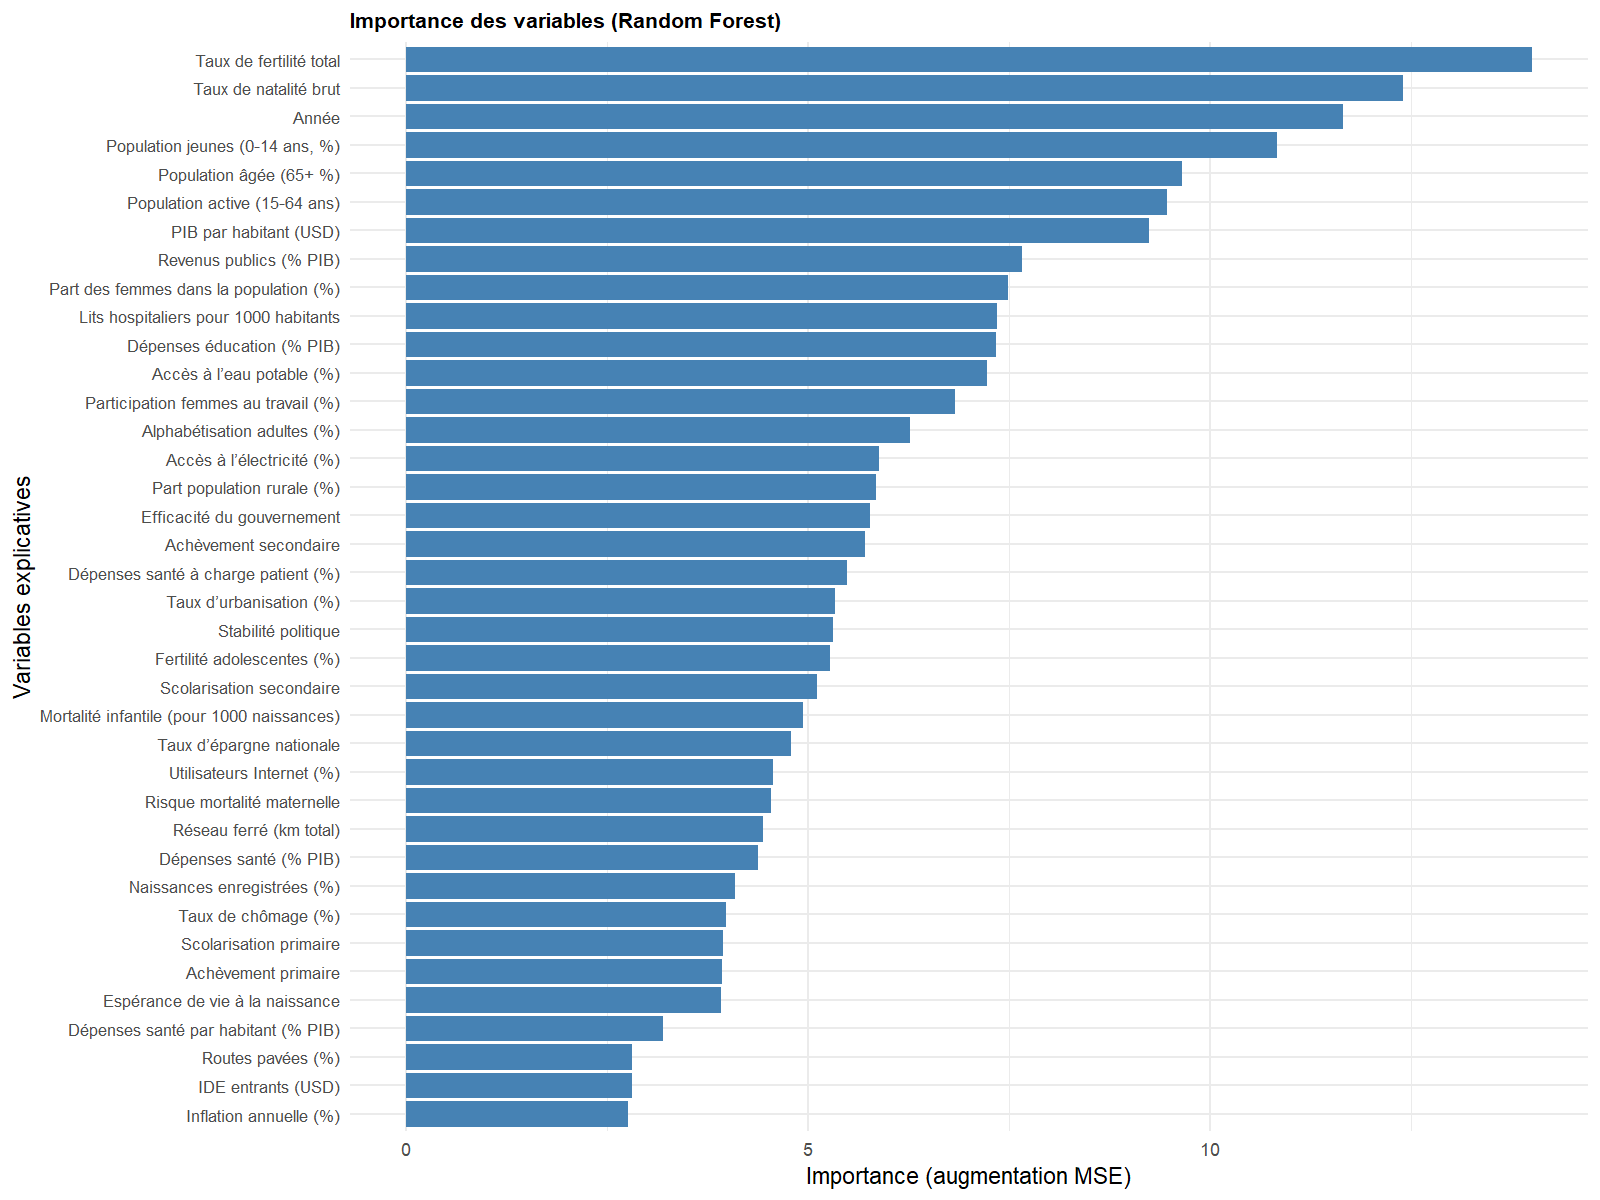 Importance des variables (Random Forest)
Taux de fertilité total
Taux de natalité brut
Année
Population jeunes (0-14 ans, %)
Population âgée (65+ %)
Population active (15-64 ans)
PIB par habitant (USD)
Revenus publics (% PIB)
Part des femmes dans la population (%)
Lits hospitaliers pour 1000 habitants
Dépenses éducation (% PIB)
Accès à l’eau potable (%)
Participation femmes au travail (%)
Alphabétisation adultes (%)
Accès à l’électricité (%)
Part population rurale (%)
Efficacité du gouvernement
Achèvement secondaire
Dépenses santé à charge patient (%)
Taux d’urbanisation (%)
Stabilité politique
Fertilité adolescentes (%)
Scolarisation secondaire
Mortalité infantile (pour 1000 naissances)
Taux d’épargne nationale
Utilisateurs Internet (%)
Risque mortalité maternelle
Réseau ferré (km total)
Dépenses santé (% PIB)
Naissances enregistrées (%)
Taux de chômage (%)
Scolarisation primaire
Achèvement primaire
Espérance de vie à la naissance
Dépenses santé par habitant (% PIB)
Routes pavées (%)
IDE entrants (USD)
Inflation annuelle (%)
Variables explicatives
0 5 10
Importance (augmentation MSE)